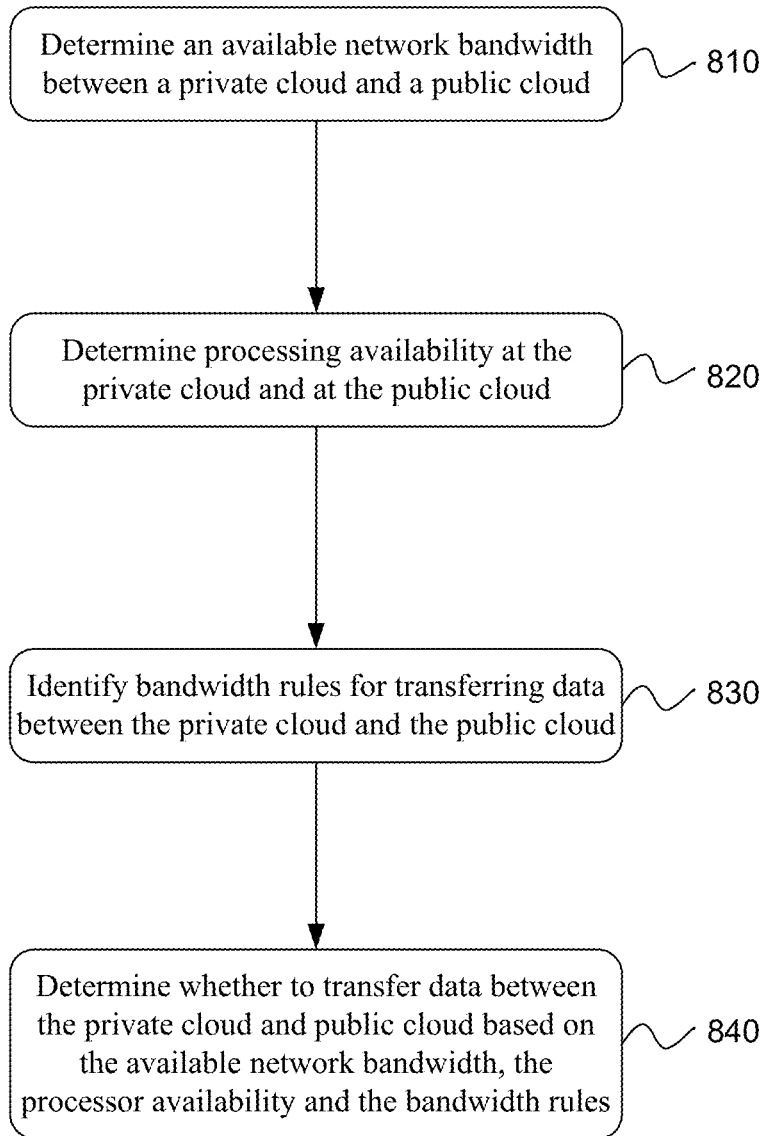 Determine an available network bandwidth
between a private cloud and a public cloud
810
Determine processing availability at the
private cloud and at the public cloud
820
Identify bandwidth rules for transferring data
between the private cloud and the public cloud
830
Determine whether to transfer data between
the private cloud and public cloud based on
the available network bandwidth, the
processor availability and the bandwidth rules
840